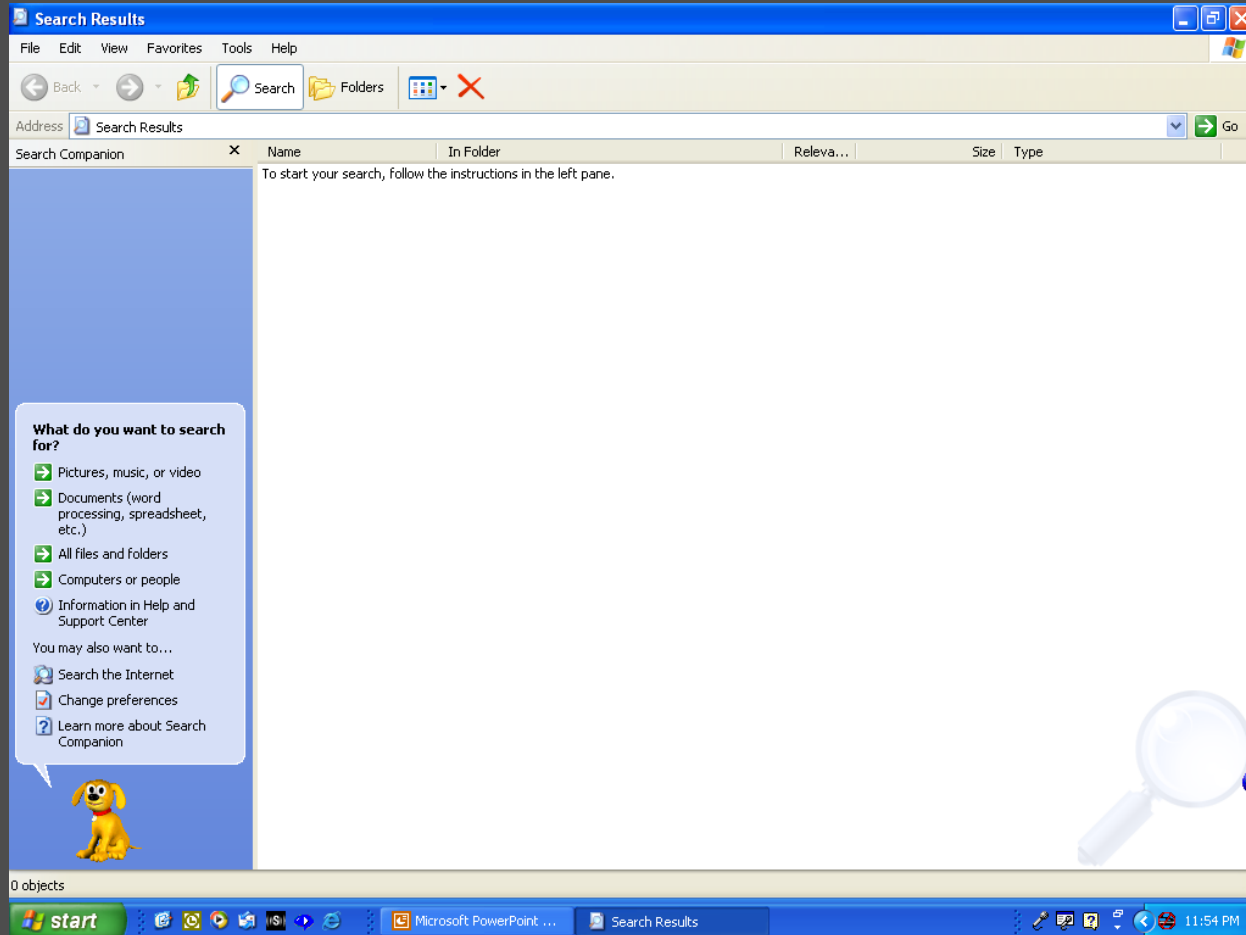 Search Results
File Edit View Favorites Tools Help
Back Search Folders
Address Search Results Go
Search Companion
Name In Folder Releva... Size Type
To start your search, follow the instructions in the left pane.
What do you want to search
for?
Pictures, music, or video
Documents (word
processing, spreadsheet,
etc.)
All files and folders
Computers or people
Information in Help and
Support Center
You may also want to...
Search the Internet
Change preferences
Learn more about Search
Companion
0 objects
start Microsoft PowerPoint ... Search Results 11:54 PM